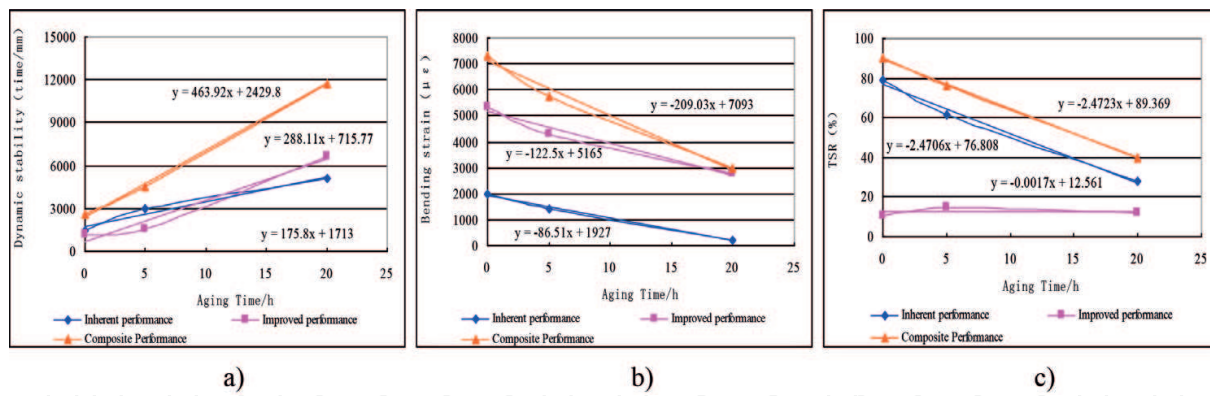 Dynamic stability (time/mm)
15000
12000
9000
6000
3000
0
y = 463.92x + 2429.8
y = 288.11x + 715.77
y = 175.8x + 1713
0 5 10 15 20 25
Aging Time/h
Inherent performance
Improved performance
Composite Performance
a)
Bending strain (με)
8000
7000
6000
5000
4000
3000
2000
1000
0
y = -209.03x + 7093
y = -122.5x + 5165
y = -86.51x + 1927
0 5 10 15 20 25
Aging Time/h
Inherent performance
Improved performance
Composite Performance
b)
TSR (%)
100
80
60
40
20
0
y = -2.4723x + 89.369
y = -2.4706x + 76.808
y = -0.0017x + 12.561
0 5 10 15 20 25
Aging Time/h
Inherent performance
Improved performance
Composite Performance
c)